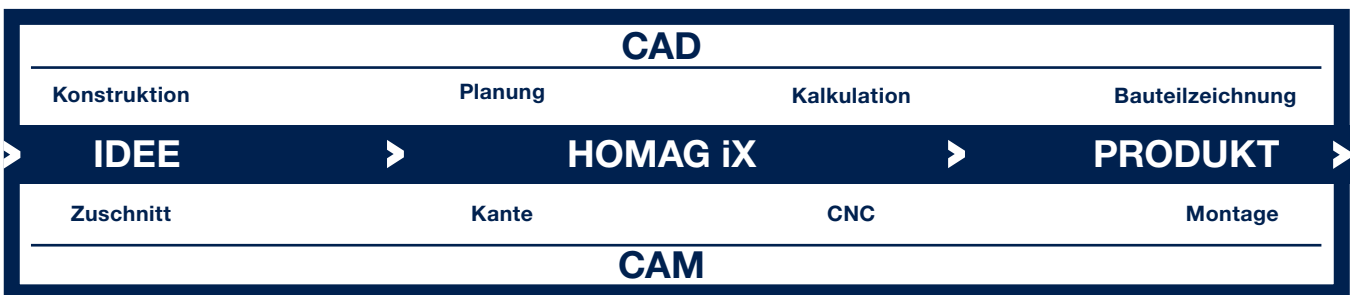 CAD
Konstruktion Planung Kalkulation Bauteilzeichnung
> IDEE > HOMAG iX > PRODUKT >
Zuschnitt Kante CNC Montage
CAM